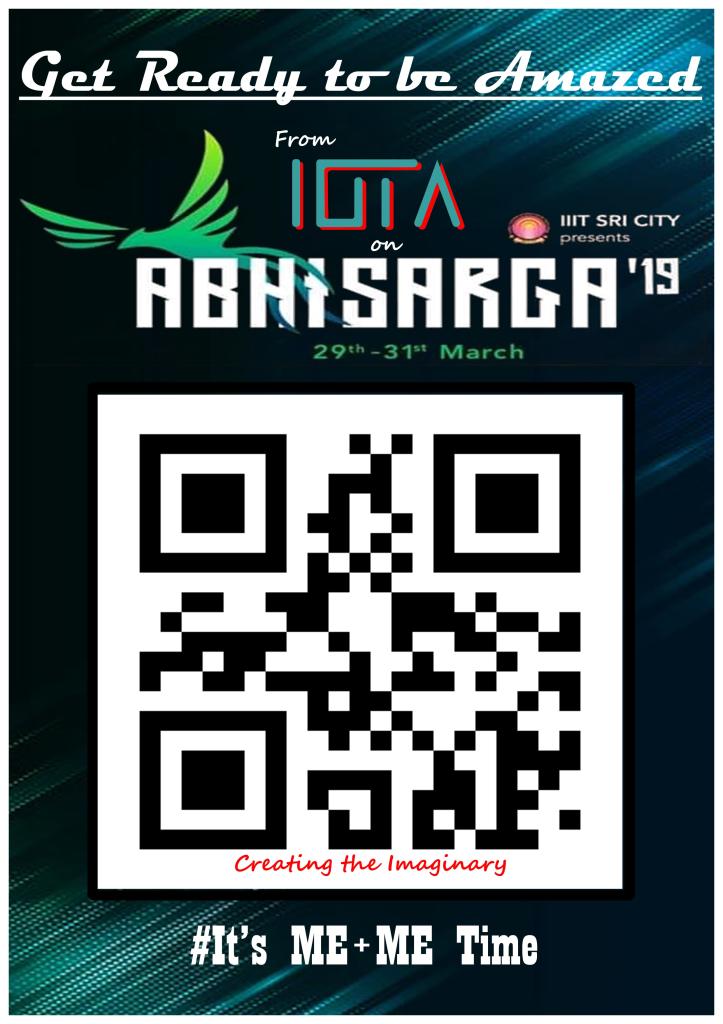 Get Ready to be Amazed
From
IOTA
on
IIIT SRI CITY
presents
ABHISARGA '19
29th -31st March
Creating the Imaginary
#It's ME+ME Time